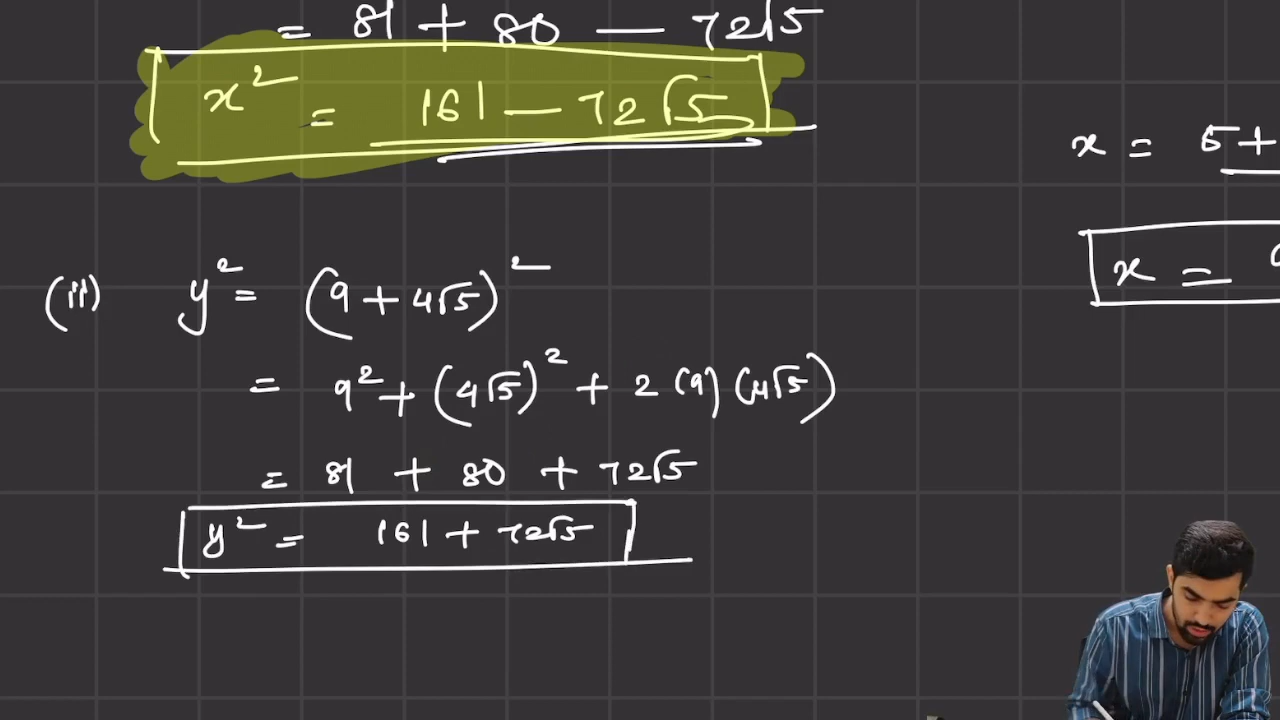 = 81 + 80 — 72√5
x² = 161 — 72√5
x = 5+
x =
(ii) y² = (9 + 4√5)²
= 9² + (4√5)² + 2 (9) (4√5)
= 81 + 80 + 72√5
y² = 161 + 72√5